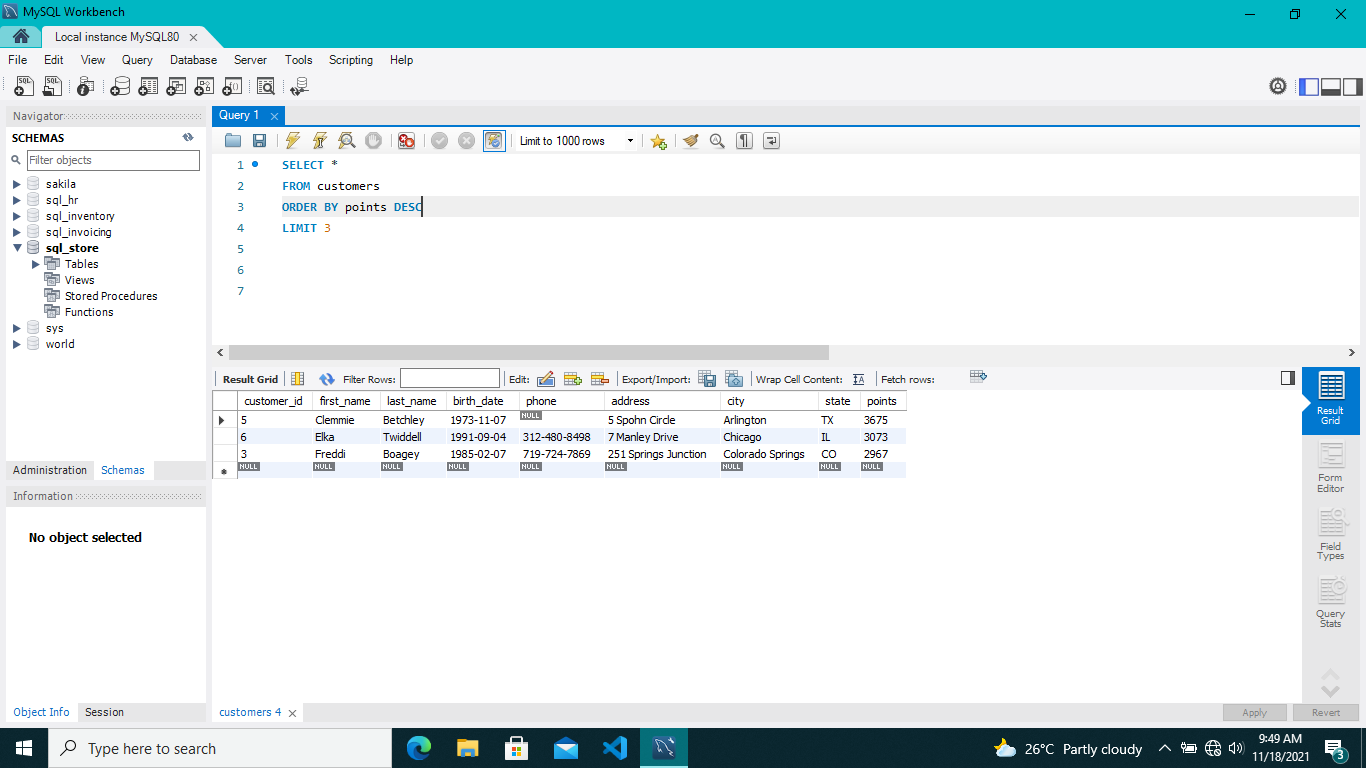 MySQL Workbench
Local instance MySQL80
File Edit View Query Database Server Tools Scripting Help
SQL SQL
Navigator
SCHEMAS
Filter objects
sakila
sql_hr
sql_inventory
sql_invoicing
sql_store
Tables
Views
Stored Procedures
Functions
sys
world
Administration Schemas
Information
No object selected
Object Info Session
Query 1
Limit to 1000 rows
1 SELECT *
2 FROM customers
3 ORDER BY points DESC
4 LIMIT 3
5
6
7
Result Grid Filter Rows: Edit: Export/Import: Wrap Cell Content: Fetch rows:
customer_id first_name last_name birth_date phone address city state points
5 Clemmie Betchley 1973-11-07 NULL 5 Spohn Circle Arlington TX 3675
6 Elka Twiddell 1991-09-04 312-480-8498 7 Manley Drive Chicago IL 3073
3 Freddi Boagey 1985-02-07 719-724-7869 251 Springs Junction Colorado Springs CO 2967
NULL NULL NULL NULL NULL NULL NULL NULL NULL
Result
Grid
Form
Editor
Field
Types
Query
Stats
customers 4
Apply Revert
Type here to search
26°C Partly cloudy
9:49 AM
11/18/2021
3